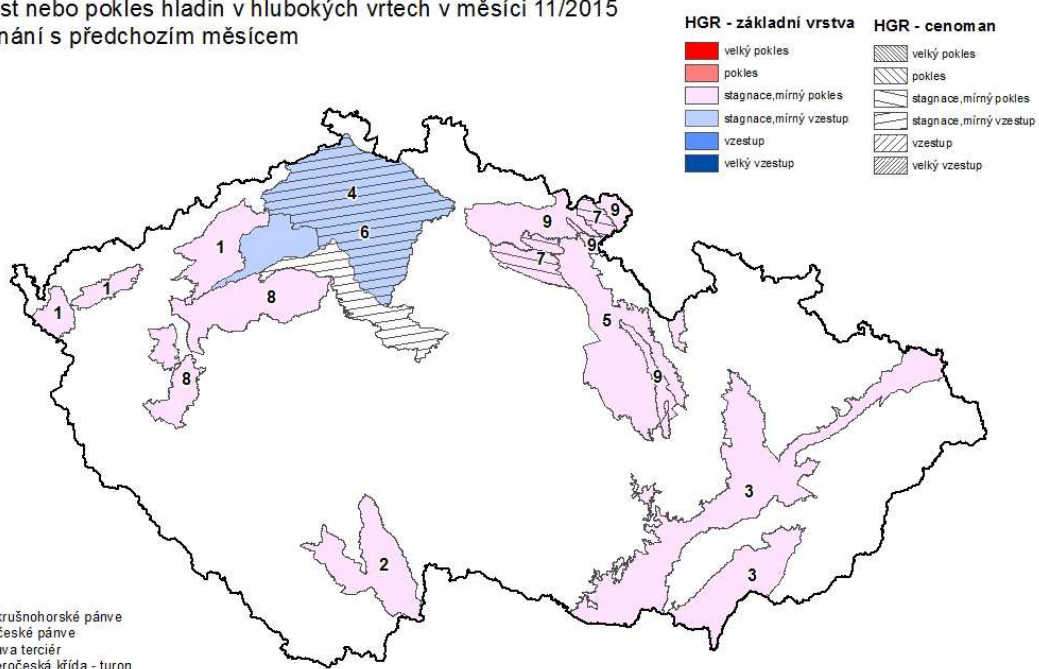 st nebo pokles hladin v hlubokých vrtech v měsíci 11/2015
nání s předchozím měsícem
HGR - základní vrstva
velký pokles
pokles
stagnace,mírný pokles
stagnace,mírný vzestup
vzestup
velký vzestup
HGR - cenoman
velký pokles
pokles
stagnace,mírný pokles
stagnace,mírný vzestup
vzestup
velký vzestup
4
9
7
9
1
6
9
7
1
8
1
5
8
9
3
2
3
krušnohorské pánve
české pánve
va terciér
eročeská křída - turon